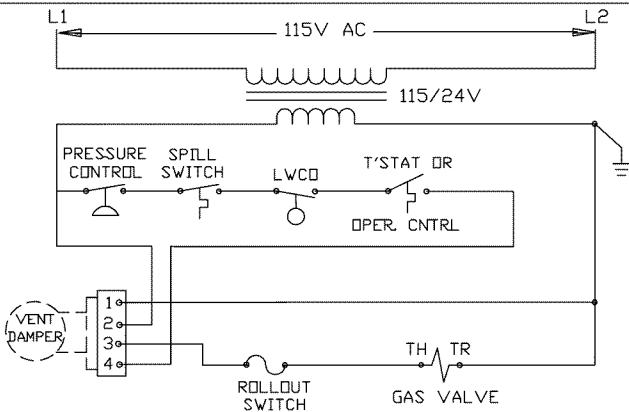 L1
L2
115V AC
115/24V
PRESSURE
CONTROL
SPILL
SWITCH
LWCO
T'STAT OR
OPER. CNTRL
VENT
DAMPER
1
2
3
4
ROLLOUT
SWITCH
TH
TR
GAS VALVE